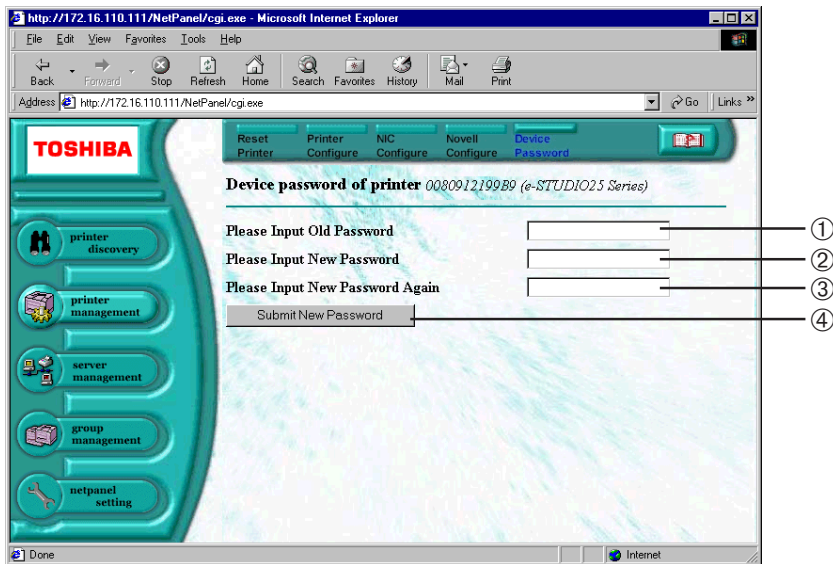 http://172.16.110.111/NetPanel/cgi.exe - Microsoft Internet Explorer
File Edit View Favorites Tools Help
Back Forward Stop Refresh Home Search Favorites History Mail Print
Address http://172.16.110.111/NetPanel/cgi.exe Go Links »
TOSHIBA
Reset Printer
Printer Configure
NIC Configure
Novell Configure
Device Password
Device password of printer 0080912199B9 (e-STUDIO25 Series)
Please Input Old Password ①
Please Input New Password ②
Please Input New Password Again ③
Submit New Password ④
printer discovery
printer management
server management
group management
netpanel setting
Done Internet